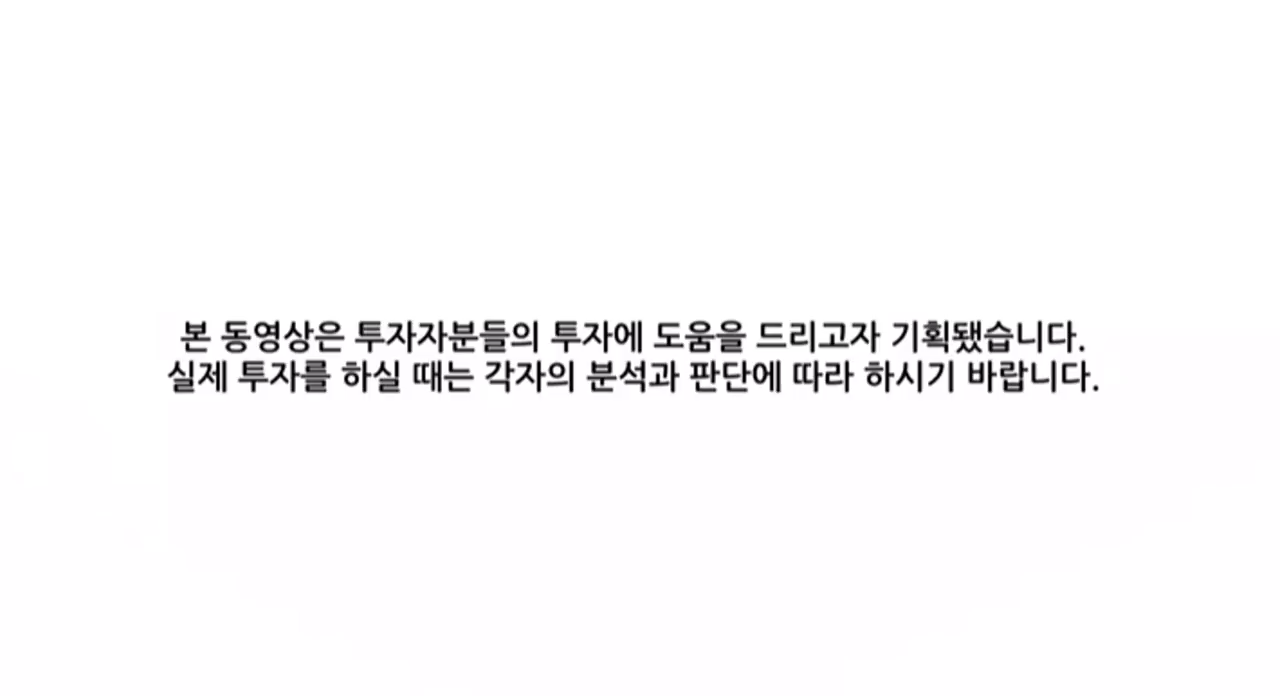 본 동영상은 투자자분들의 투자에 도움을 드리고자 기획됐습니다.
실제 투자를 하실 때는 각자의 분석과 판단에 따라 하시기 바랍니다.